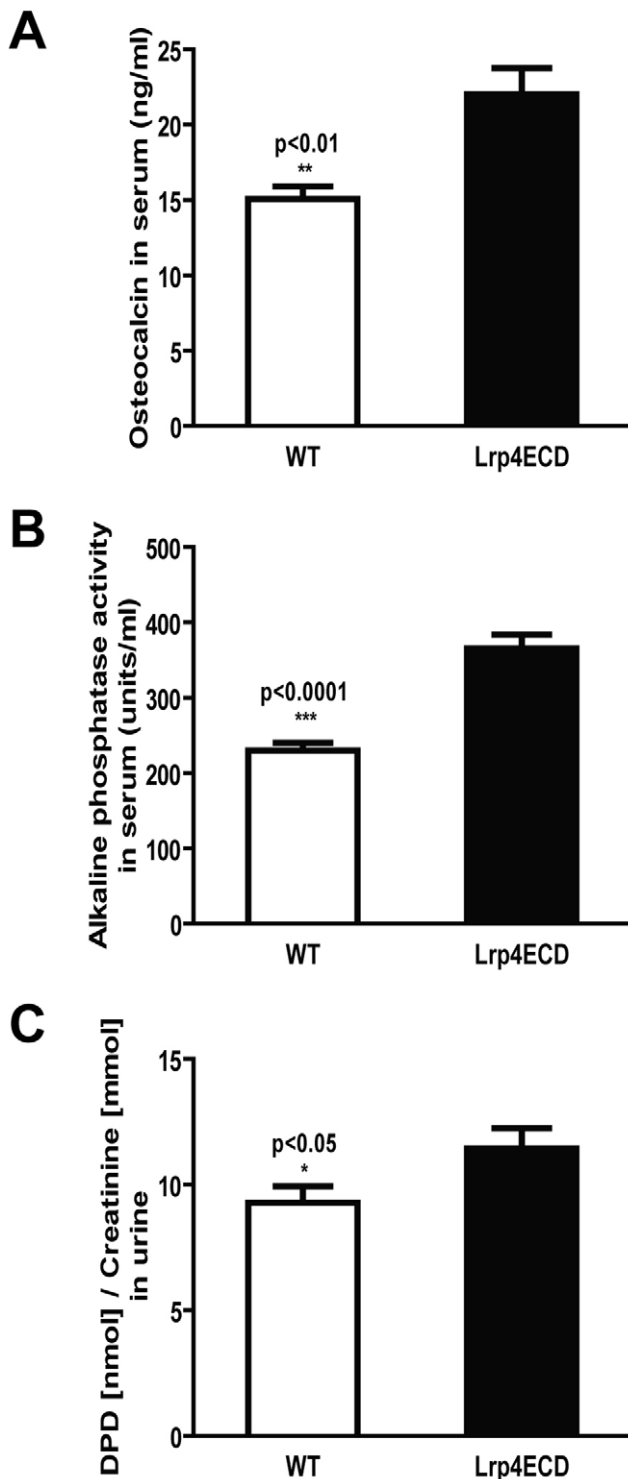 A
Osteocalcin in serum (ng/ml)
25
20
15
10
5
0
p<0.01
**
WT
Lrp4ECD
B
Alkaline phosphatase activity
in serum (units/ml)
500
400
300
200
100
0
p<0.0001
***
WT
Lrp4ECD
C
DPD [nmol] / Creatinine [mmol]
in urine
15
10
5
0
p<0.05
*
WT
Lrp4ECD